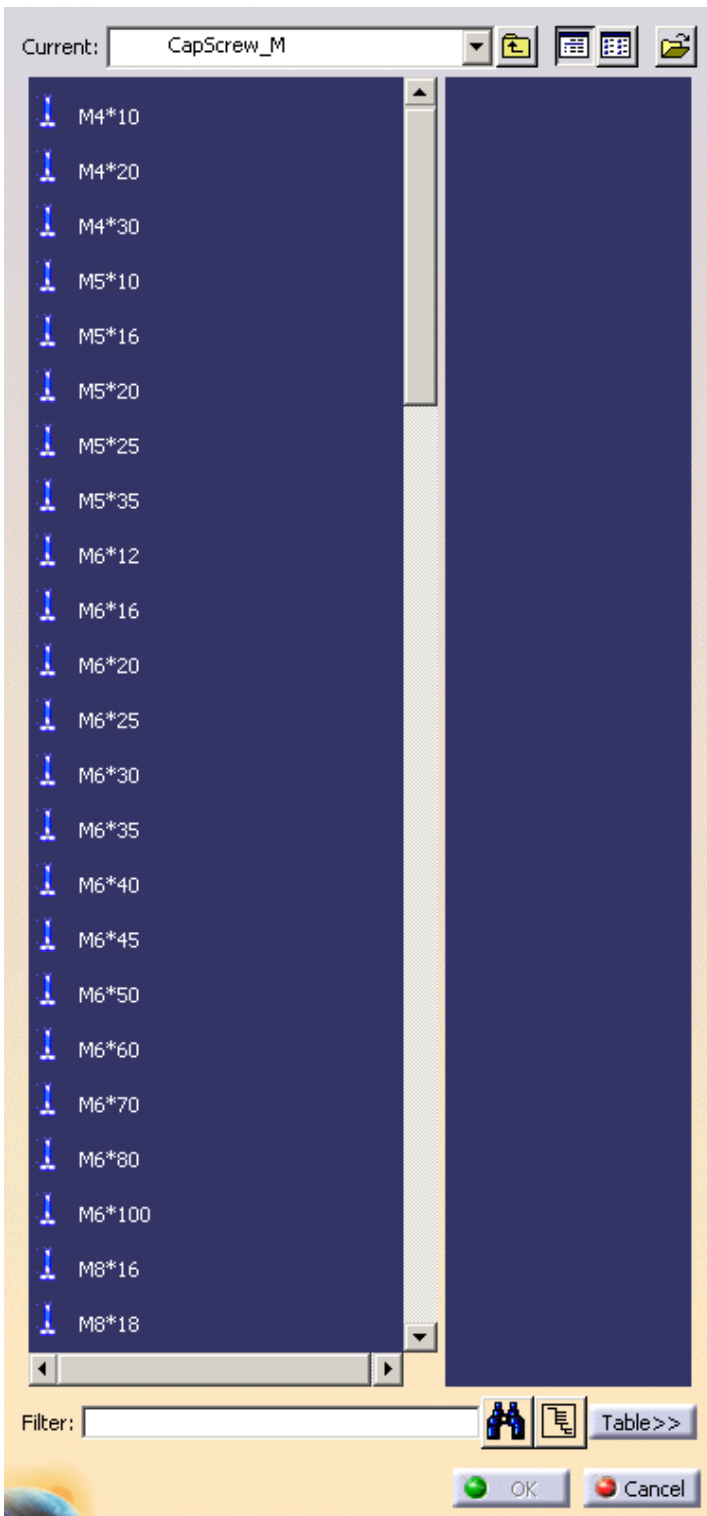 Current: CapScrew_M
M4*10
M4*20
M4*30
M5*10
M5*16
M5*20
M5*25
M5*35
M6*12
M6*16
M6*20
M6*25
M6*30
M6*35
M6*40
M6*45
M6*50
M6*60
M6*70
M6*80
M6*100
M8*16
M8*18
Filter: Table>>
OK Cancel